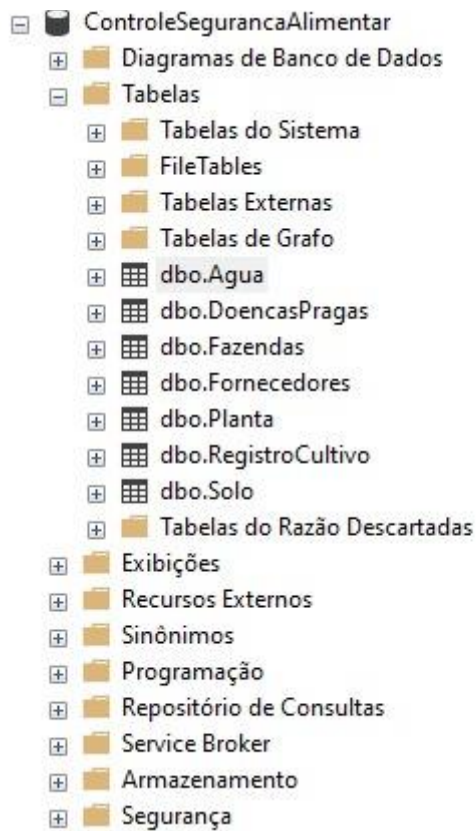 ControleSegurancaAlimentar
Diagramas de Banco de Dados
Tabelas
Tabelas do Sistema
FileTables
Tabelas Externas
Tabelas de Grafo
dbo.Agua
dbo.DoencasPragas
dbo.Fazendas
dbo.Fornecedores
dbo.Planta
dbo.RegistroCultivo
dbo.Solo
Tabelas do Razão Descartadas
Exibições
Recursos Externos
Sinônimos
Programação
Repositório de Consultas
Service Broker
Armazenamento
Segurança